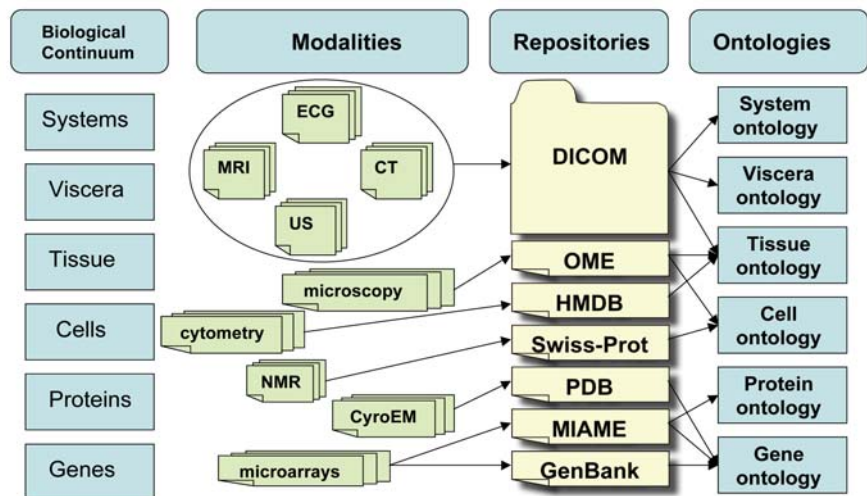 Biological
Continuum
Modalities
Repositories
Ontologies
Systems
Viscera
Tissue
Cells
Proteins
Genes
ECG
MRI
CT
US
microscopy
cytometry
NMR
CyroEM
microarrays
DICOM
OME
HMDB
Swiss-Prot
PDB
MIAME
GenBank
System
ontology
Viscera
ontology
Tissue
ontology
Cell
ontology
Protein
ontology
Gene
ontology